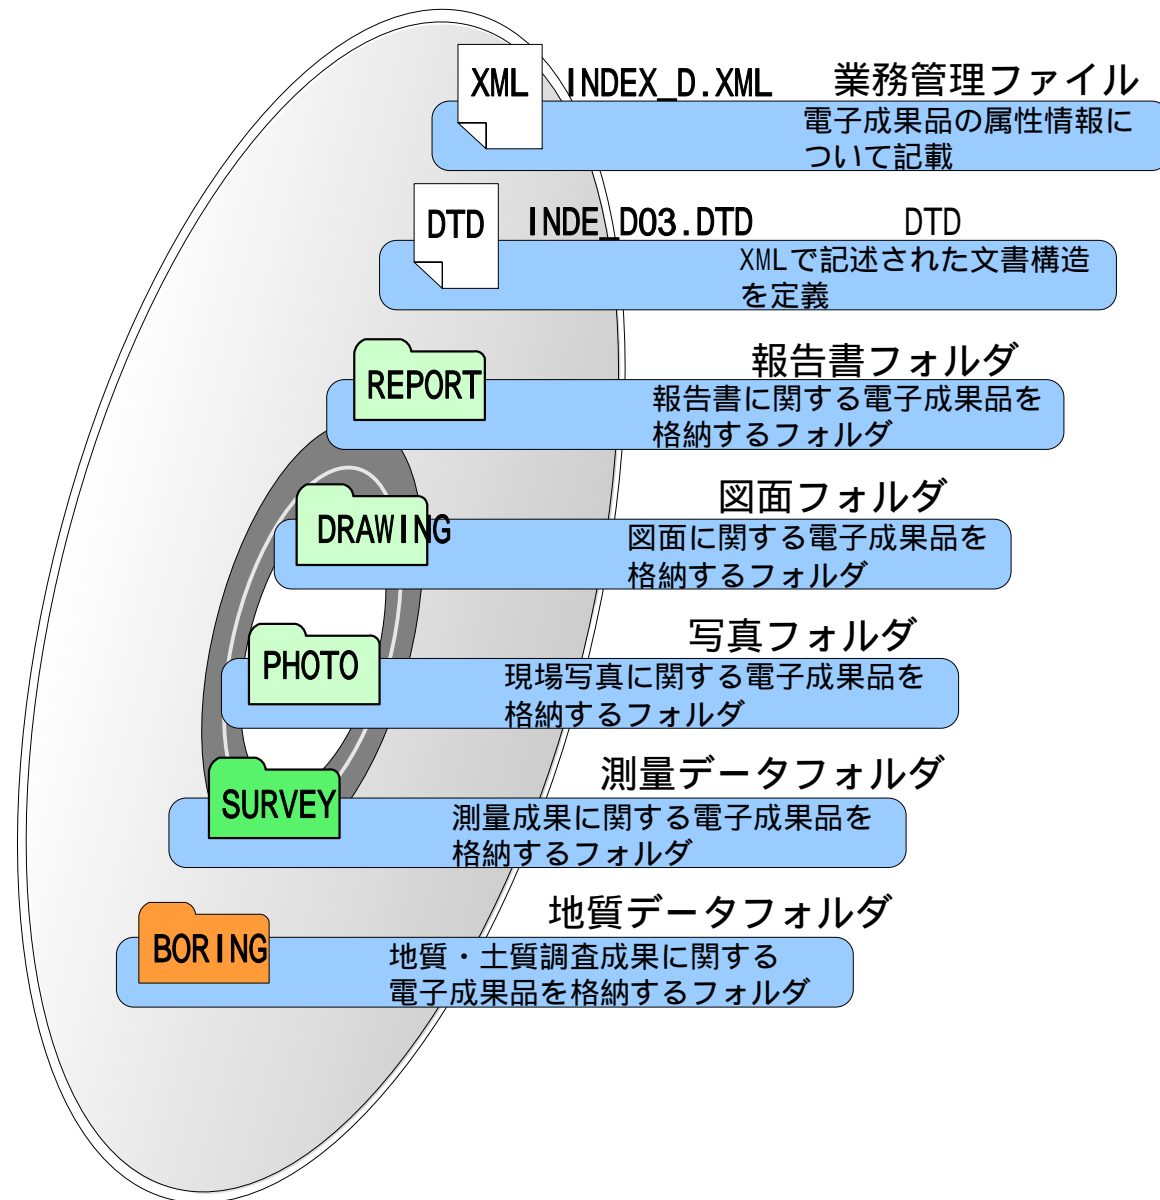 XML INDEX_D.XML 業務管理ファイル
電子成果品の属性情報に
ついて記載
DTD INDE_D03.DTD DTD
XMLで記述された文書構造
を定義
REPORT 報告書フォルダ
報告書に関する電子成果品を
格納するフォルダ
DRAWING 図面フォルダ
図面に関する電子成果品を
格納するフォルダ
PHOTO 写真フォルダ
現場写真に関する電子成果品を
格納するフォルダ
SURVEY 測量データフォルダ
測量成果に関する電子成果品を
格納するフォルダ
BORING 地質データフォルダ
地質・土質調査成果に関する
電子成果品を格納するフォルダ